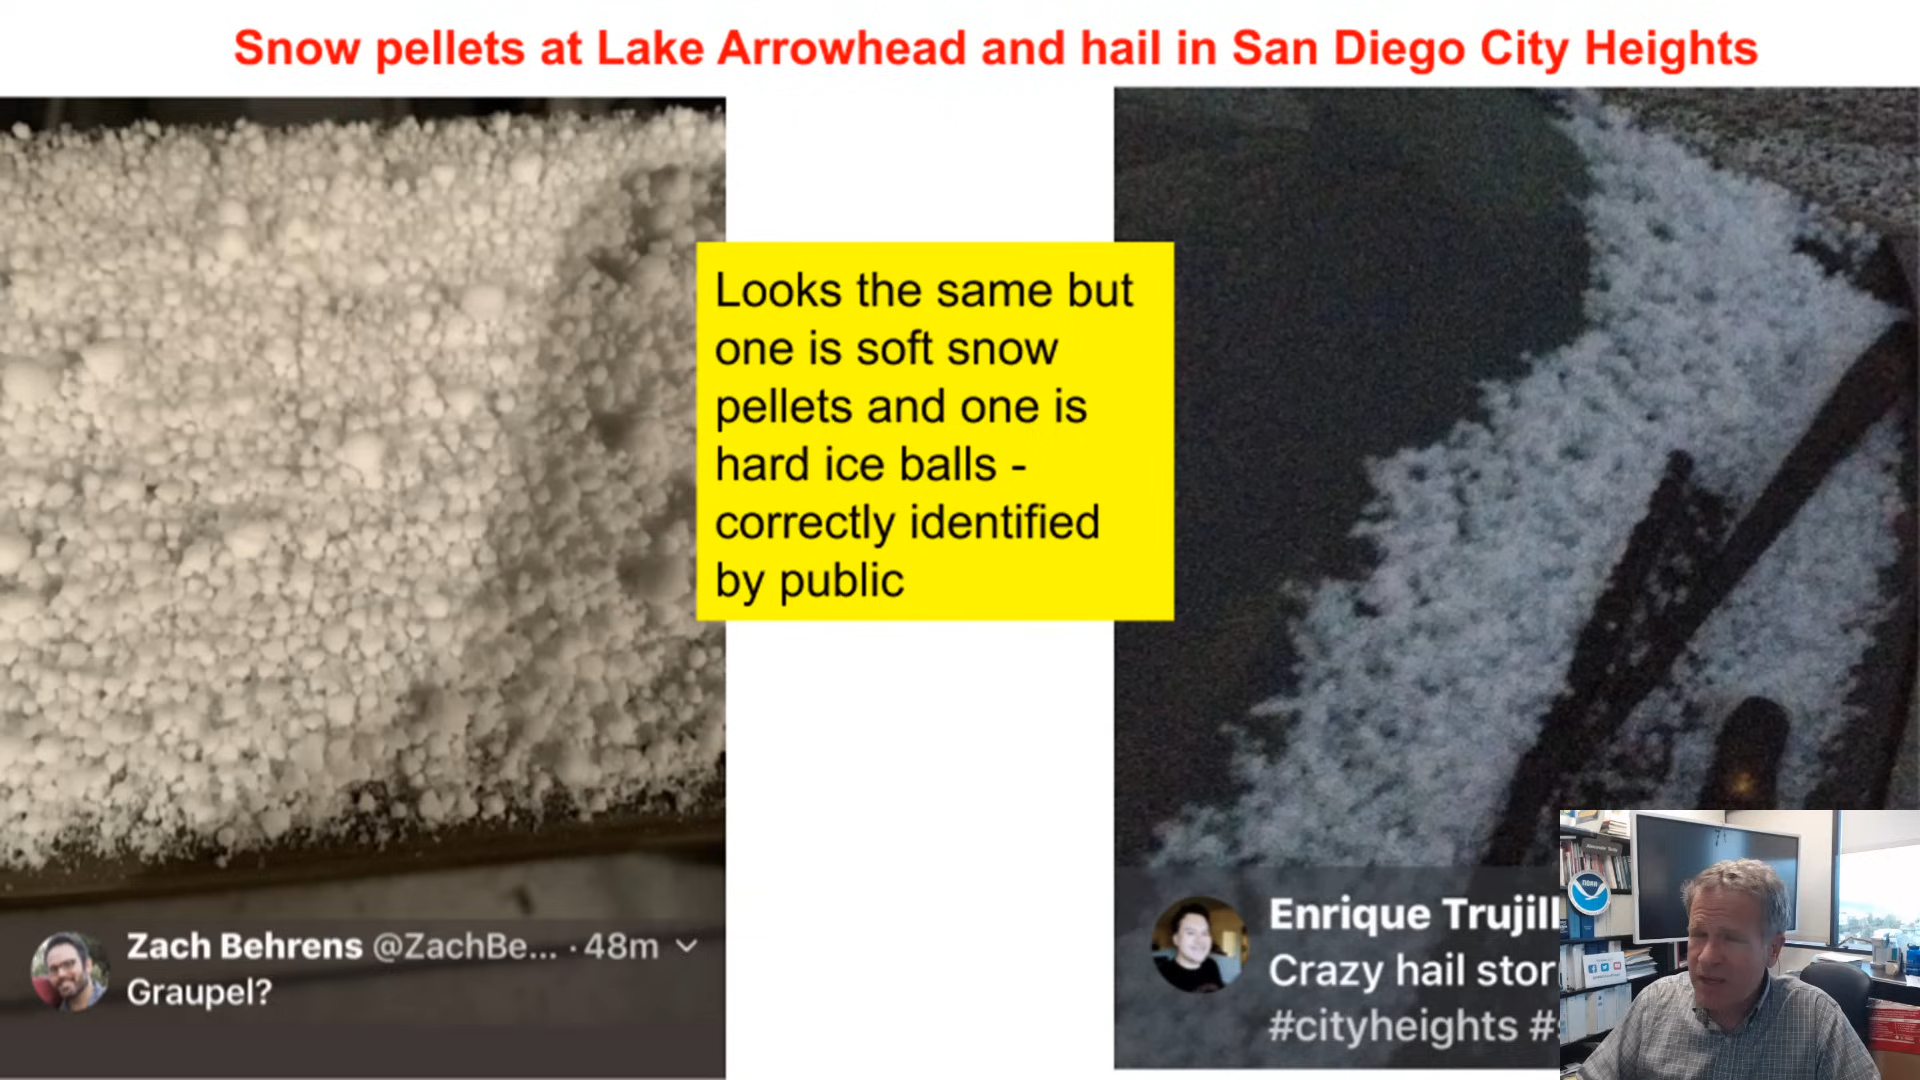 Snow pellets at Lake Arrowhead and hail in San Diego City Heights
Looks the same but
one is soft snow
pellets and one is
hard ice balls -
correctly identified
by public
Zach Behrens @ZachBe... · 48m
Graupel?
Enrique Trujill
Crazy hail stor
#cityheights #
NOAA